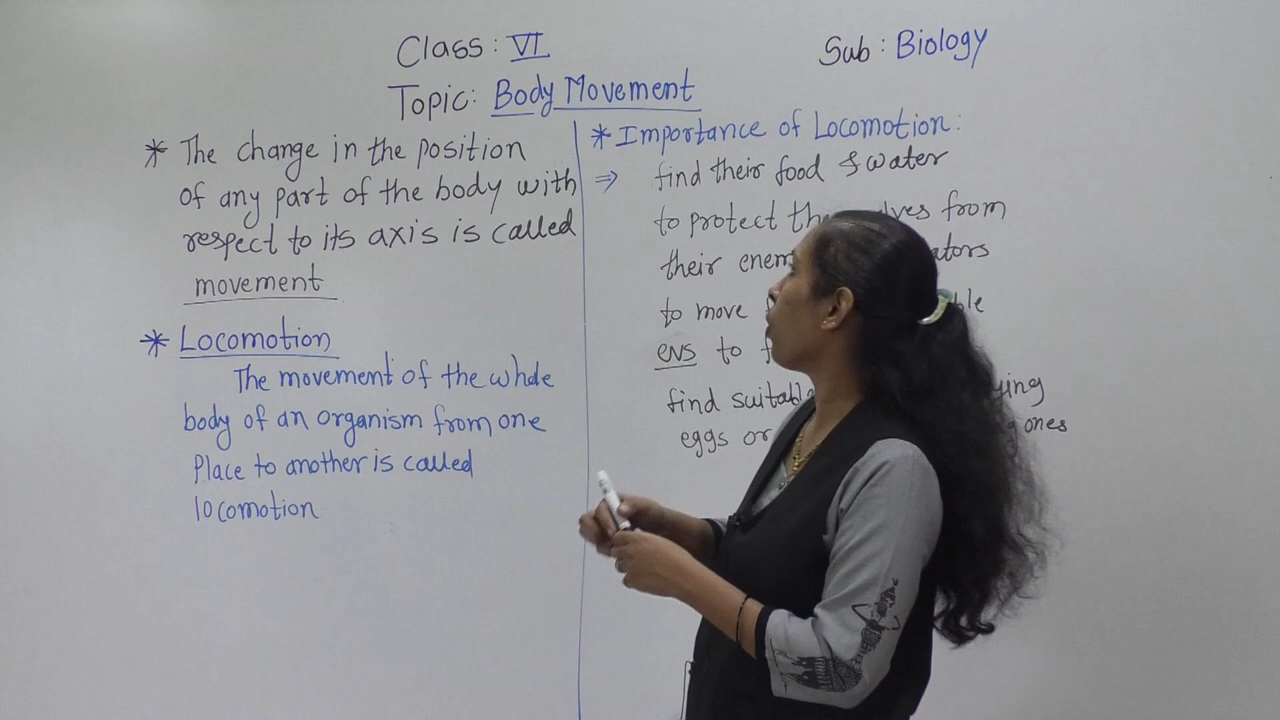 Class: VI
Sub: Biology
Topic: Body Movement
* The change in the position
of any part of the body with
respect to its axis is called
movement
* Locomotion
The movement of the whole
body of an organism from one
Place to another is called
locomotion
* Importance of Locomotion:
⇒ find their food & water
to protect from
their
to move
env to
find
eggs or ones